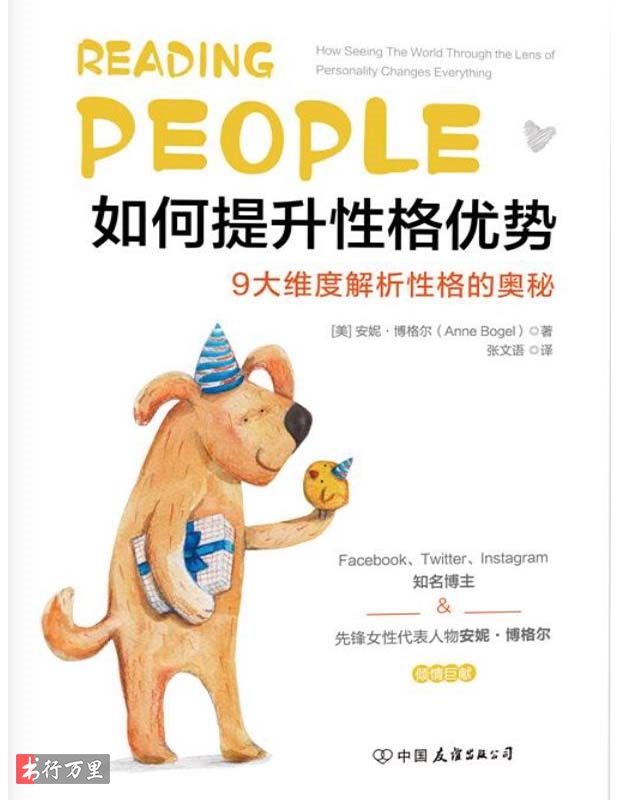 READING
How Seeing The World Through the Lens of
Personality Changes Everything
PEOPLE
如何提升性格优势
9大维度解析性格的奥秘
[美] 安妮·博格尔（Anne Bogel）◎著
张文语 ◎译
Facebook、Twitter、Instagram
知名博主
&
先锋女性代表人物安妮·博格尔
倾情巨献
中国友谊出版公司
书行万里